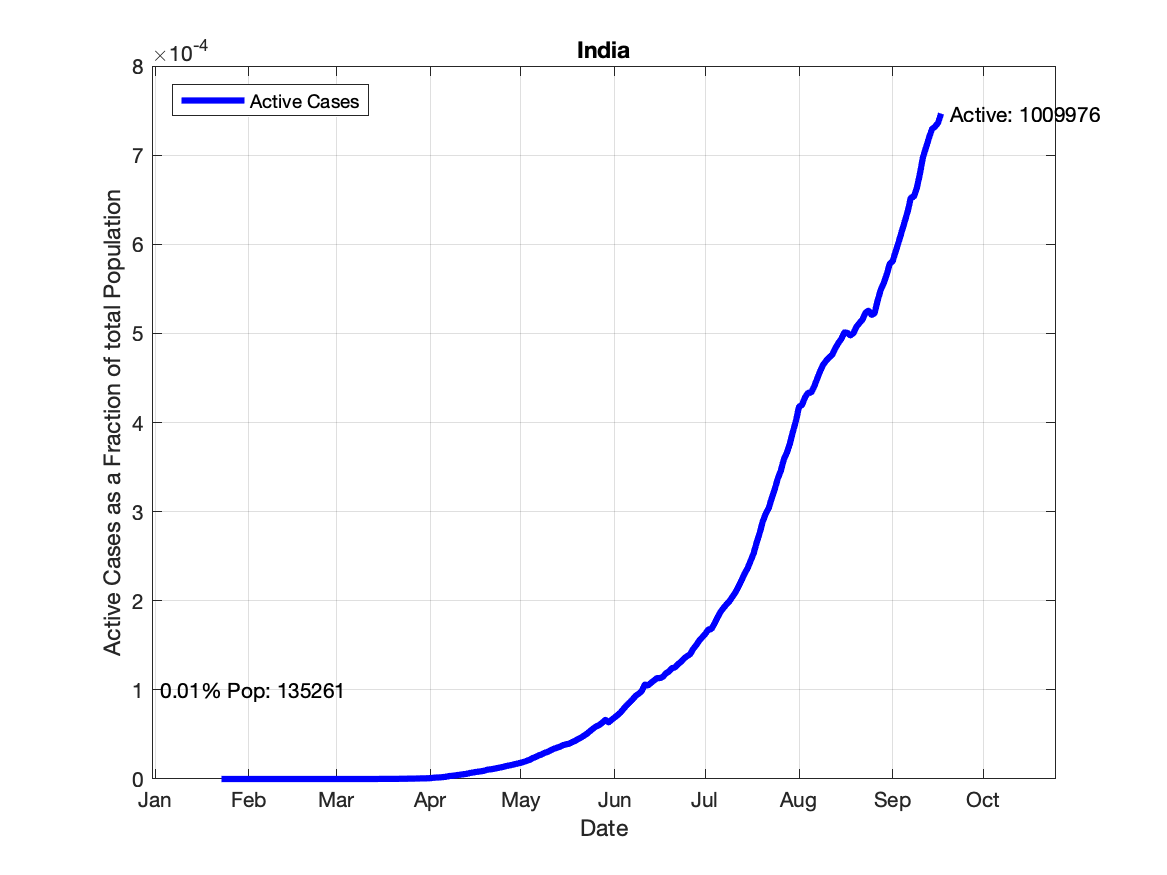 India
×10-4
8
Active Cases
Active: 1009976
7
6
5
4
3
2
1
0.01% Pop: 135261
0
Active Cases as a Fraction of total Population
Jan Feb Mar Apr May Jun Jul Aug Sep Oct
Date